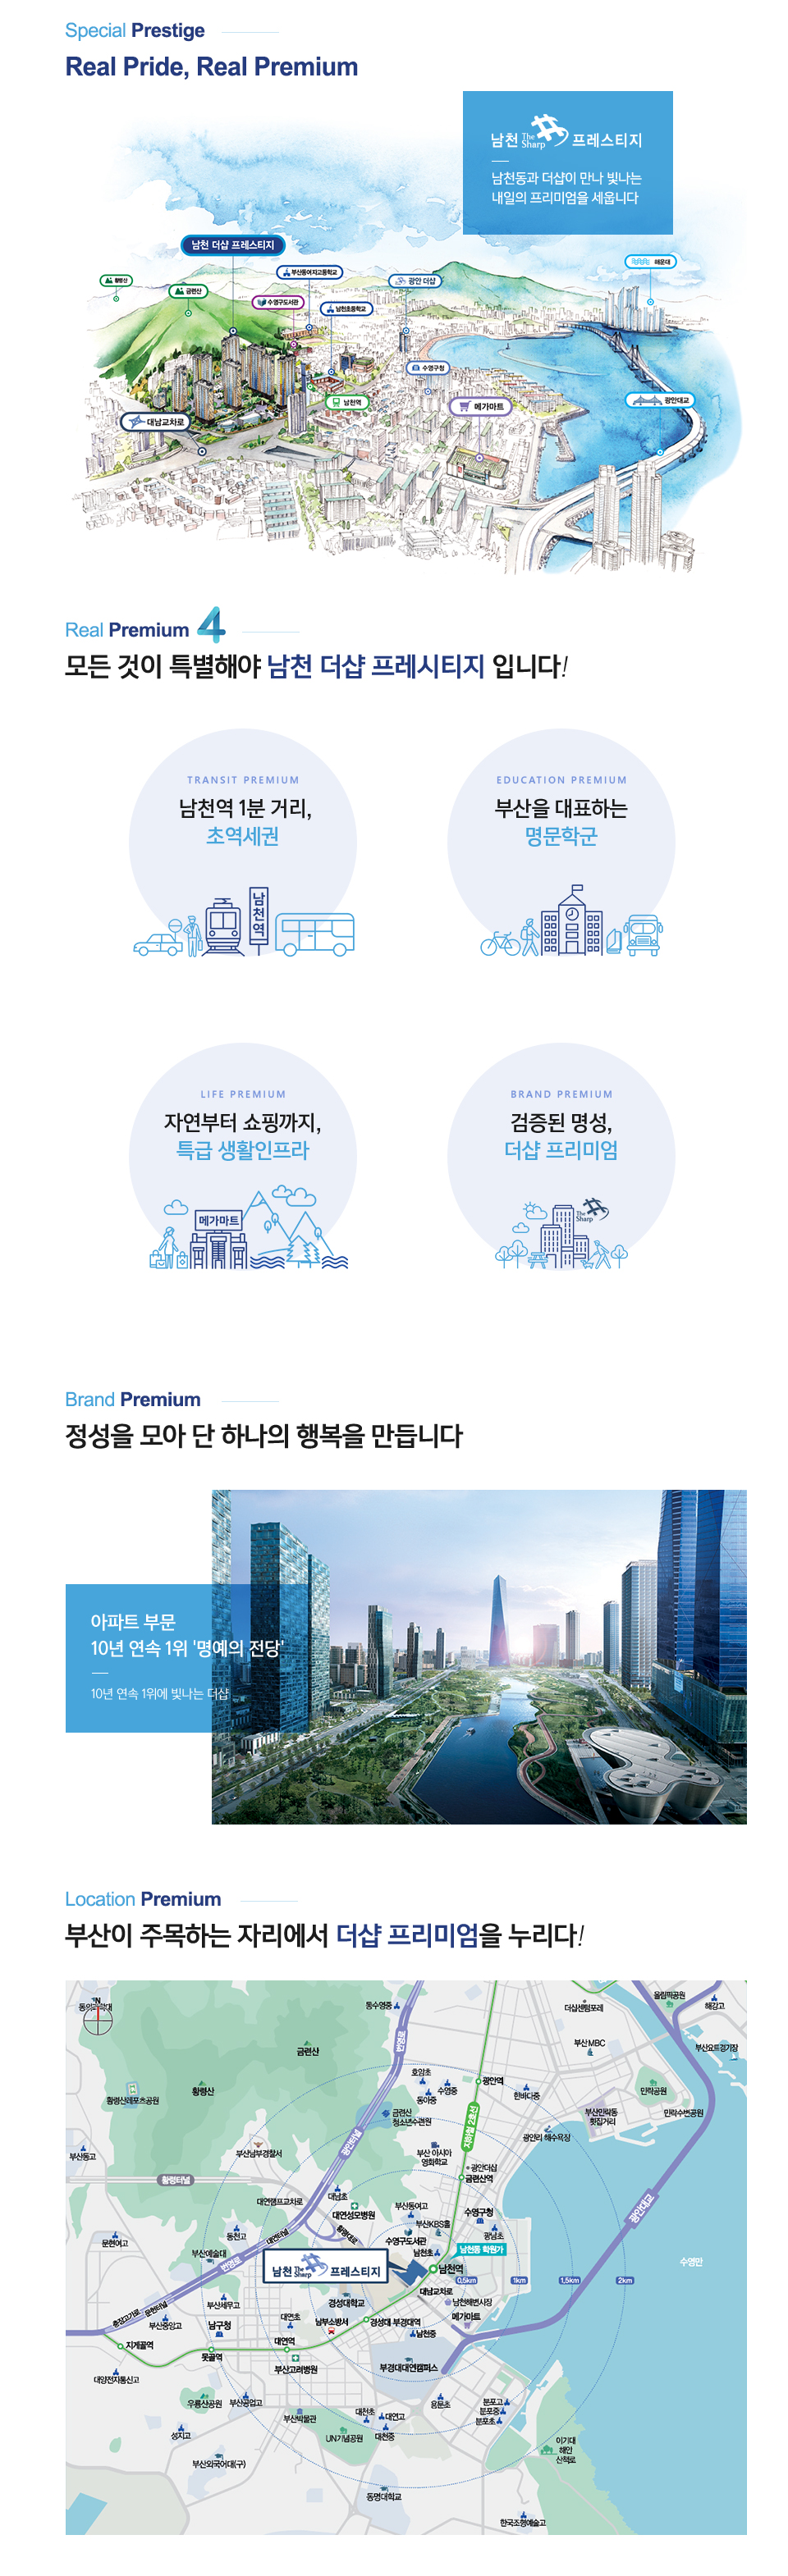 Special Prestige
Real Pride, Real Premium
남천 The Sharp 프레스티지
남천동과 더샵이 만나 빛나는
내일의 프리미엄을 세웁니다
남천 더샵 프레스티지
해운대
부산동여자고등학교
황령산
광안 더샵
금련산
수영구도서관
남천초등학교
수영구청
광안대교
남천역
메가마트
대남교차로
Real Premium 4
모든 것이 특별해야 남천 더샵 프레시티지 입니다!
TRANSIT PREMIUM
남천역 1분 거리,
초역세권
남천역
EDUCATION PREMIUM
부산을 대표하는
명문학군
LIFE PREMIUM
자연부터 쇼핑까지,
특급 생활인프라
메가마트
BRAND PREMIUM
검증된 명성,
더샵 프리미엄
The Sharp
Brand Premium
정성을 모아 단 하나의 행복을 만듭니다
아파트 부문
10년 연속 1위 '명예의 전당'
10년 연속 1위에 빛나는 더샵
Location Premium
부산이 주목하는 자리에서 더샵 프리미엄을 누리다!
N
동의과학대
동수영중
번영로
더샵센텀포레
올림픽공원
해강고
부산MBC
부산요트경기장
금련산
황령산
황령산레포츠공원
호암초
수영중
동아중
광안역
한바다중
민락공원
금련산
청소년수련원
지하철 2호선
부산민락동
횟집거리
민락수변공원
광안리 해수욕장
부산동고
부산남부경찰서
광안터널
부산 아시아
영화학교
광안더샵
금련산역
황령터널
대연램프교차로
대남초
대연성모병원
부산동여고
수영구청
광안대교
문현여고
동천고
대연터널
황령대로
부산KBS홀
수영구도서관
광남초
남천초
남천동 학원가
부산예술대
번영로
남천 The Sharp 프레스티지
남천역
수영만
0.5km
1km
1.5km
2km
대남교차로
부산세무고
경성대학교
남천해변시장
메가마트
충장고가로
문현터널
부산중앙고
남구청
대연초
남부소방서
경성대 부경대역
남천중
지게골역
못골역
대연역
부산고려병원
부경대대연캠퍼스
대양전자통신고
우룡산공원
부산공업고
부산박물관
대천초
대연고
용문초
분포고
분포중
분포초
성지고
UN기념공원
대천중
이기대
해안
산책로
부산외국어대(구)
동명대학교
한국조형예술고